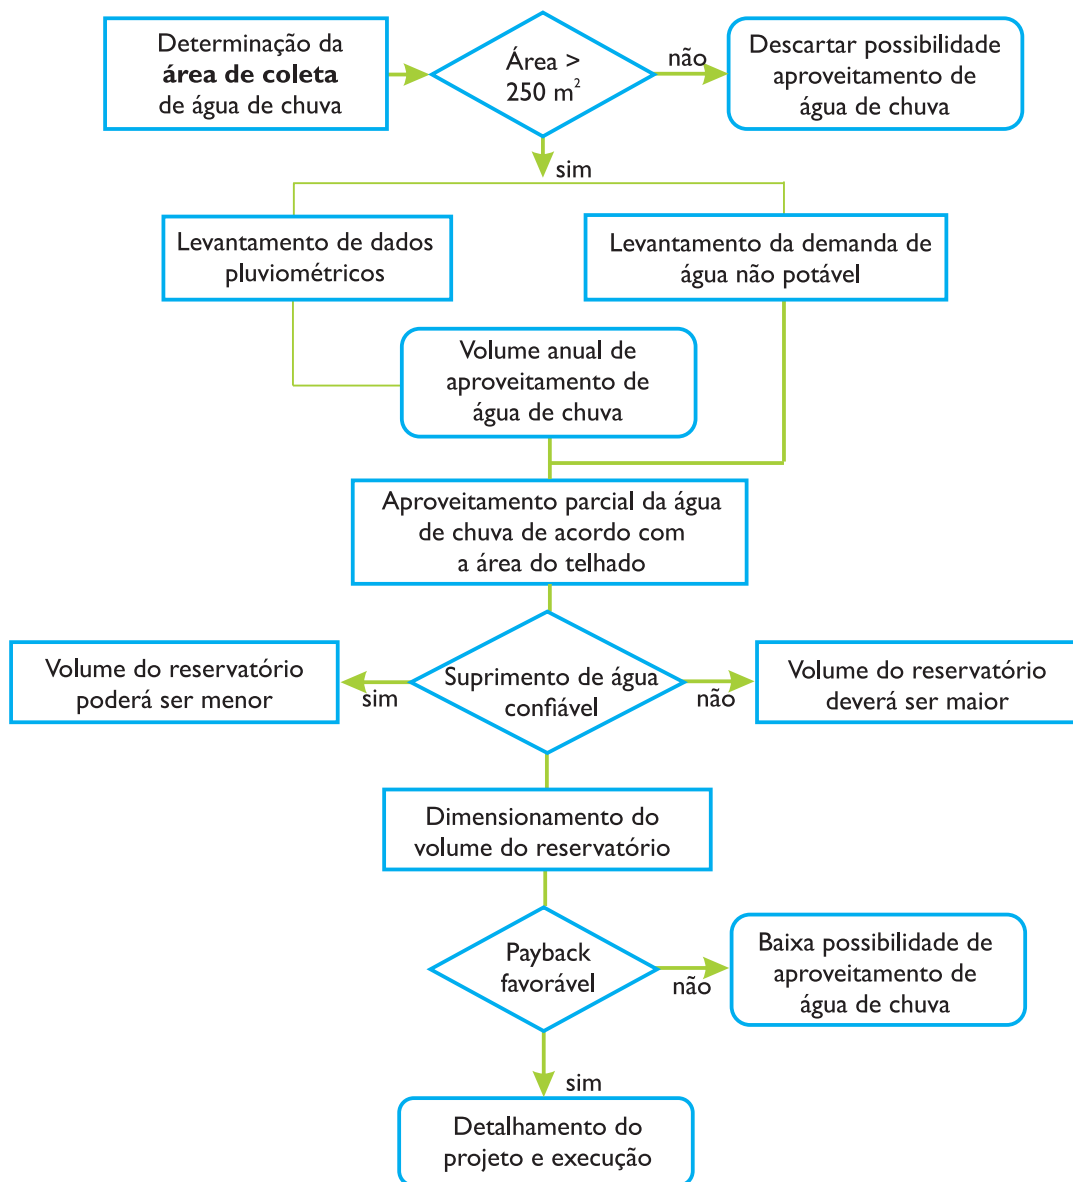 Determinação da
área de coleta
de água de chuva
Área >
250 m²
não
Descartar possibilidade
aproveitamento de
água de chuva
sim
Levantamento de dados
pluviométricos
Levantamento da demanda de
água não potável
Volume anual de
aproveitamento de
água de chuva
Aproveitamento parcial da água
de chuva de acordo com
a área do telhado
Volume do reservatório
poderá ser menor
sim
Suprimento de água
confiável
não
Volume do reservatório
deverá ser maior
Dimensionamento do
volume do reservatório
Payback
favorável
não
Baixa possibilidade de
aproveitamento de
água de chuva
sim
Detalhamento do
projeto e execução